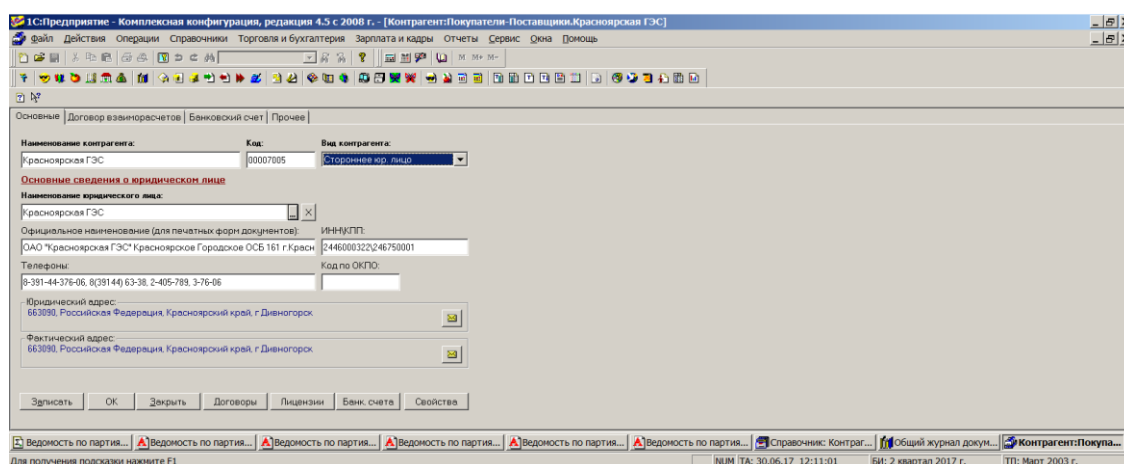 1С:Предприятие - Комплексная конфигурация, редакция 4.5 с 2008 г. - [Контрагент:Покупатели-Поставщики.Красноярская ГЭС]
Файл Действия Операции Справочники Торговля и бухгалтерия Зарплата и кадры Отчеты Сервис Окна Помощь
M M+ M-
Основные Договор взаиморасчетов Банковский счет Прочее
Наименование контрагента: Код: Вид контрагента:
Красноярская ГЭС 00007005 Стороннее юр. лицо
Основные сведения о юридическом лице
Наименование юридического лица:
Красноярская ГЭС ... X
Официальное наименование (для печатных форм документов): ИНН\КПП:
ОАО "Красноярская ГЭС" Красноярское Городское ОСБ 161 г.Красн 2446000322\246750001
Телефоны: Код по ОКПО:
8-391-44-376-06, 8(39144) 63-38, 2-405-789, 3-76-06
Юридический адрес:
663090, Российская Федерация, Красноярский край, г Дивногорск
Фактический адрес:
663090, Российская Федерация, Красноярский край, г Дивногорск
Записать OK Закрыть Договоры Лицензии Банк. счета Свойства
Ведомость по партия... Ведомость по партия... Ведомость по партия... Ведомость по партия... Ведомость по партия... Ведомость по партия... Справочник: Контраг... Общий журнал докум... Контрагент:Покупа...
Для получения подсказки нажмите F1 NUM TA: 30.06.17 12:11:01 БИ: 2 квартал 2017 г. ТП: Март 2003 г.